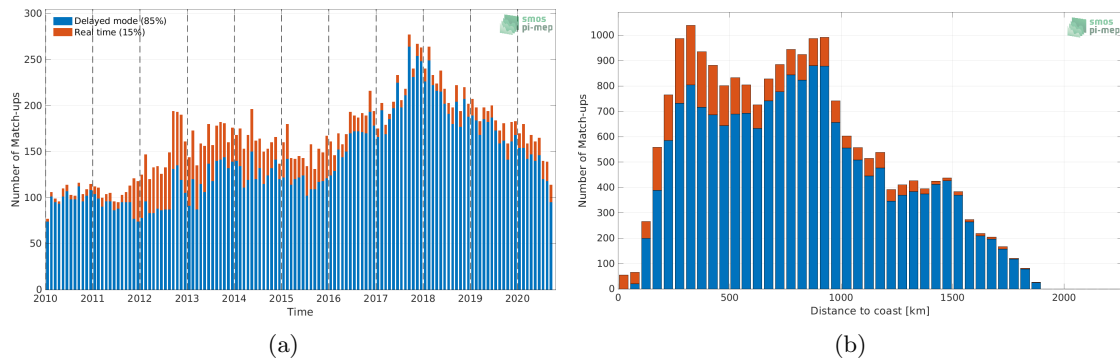 Delayed mode (85%)
Real time (15%)
smos
pi-mep
Number of Match-ups
300
250
200
150
100
50
0
2010 2011 2012 2013 2014 2015 2016 2017 2018 2019 2020
Time
(a)
smos
pi-mep
Number of Match-ups
1000
900
800
700
600
500
400
300
200
100
0
0 500 1000 1500 2000
Distance to coast [km]
(b)